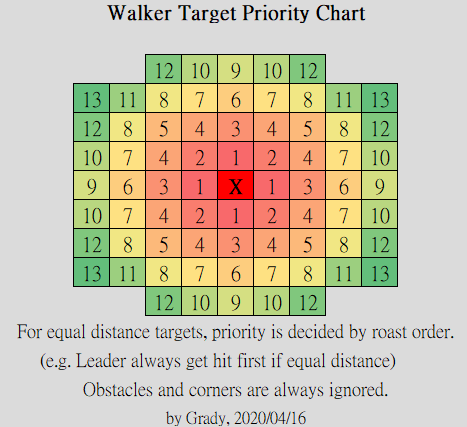 Walker Target Priority Chart
12 10 9 10 12
13 11 8 7 6 7 8 11 13
12 8 5 4 3 4 5 8 12
10 7 4 2 1 2 4 7 10
9 6 3 1 X 1 3 6 9
10 7 4 2 1 2 4 7 10
12 8 5 4 3 4 5 8 12
13 11 8 7 6 7 8 11 13
12 10 9 10 12
For equal distance targets, priority is decided by roast order.
(e.g. Leader always get hit first if equal distance)
Obstacles and corners are always ignored.
by Grady, 2020/04/16